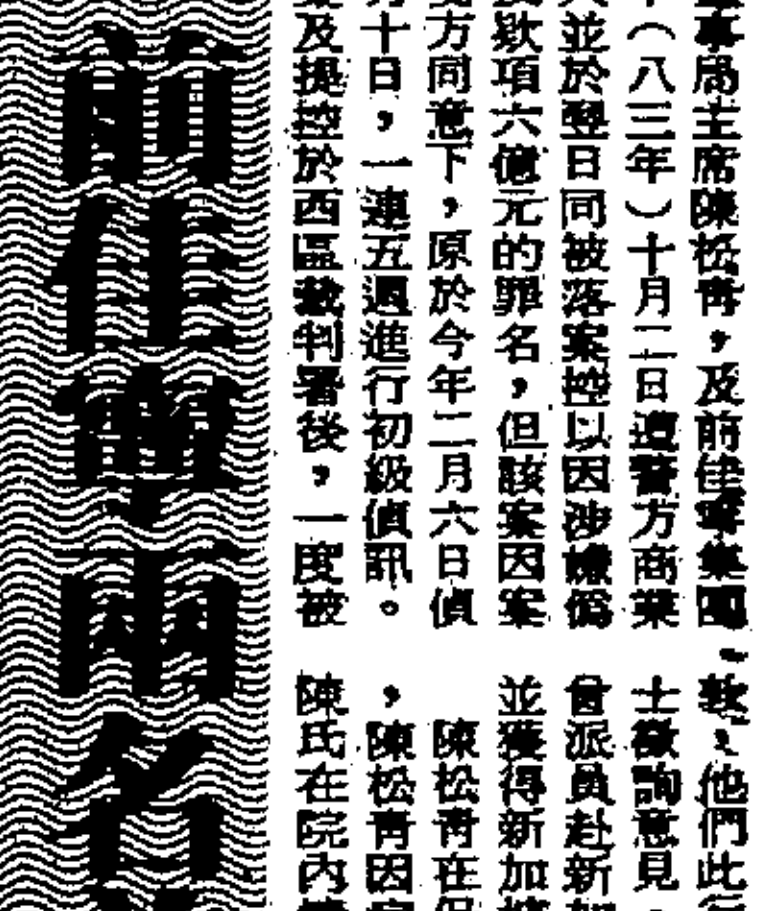 事局主席陳松青，及前佳寧集團
（八三年）十月二日遭警方商業
並於翌日同被落案控以因涉嫌偽
款項六億元的罪名，但該案因案
方同意下，原於今年二月六日偵
十日，一連五週進行初級偵訊。
及提控於西區裁判署後，一度被
敦，他們此
士徵詢意見，
曾派員赴新加
並獲得新加
陳松青在
，陳松青因
陳氏在院內
前佳寧兩名